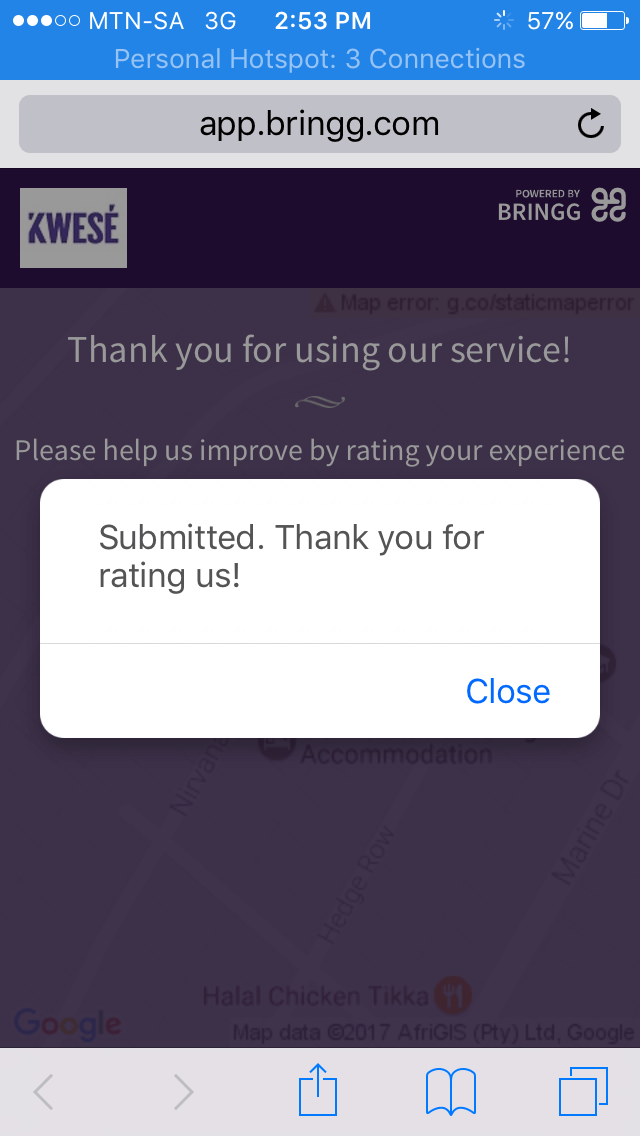 MTN-SA 3G 2:53 PM 57%
Personal Hotspot: 3 Connections
app.bringg.com
KWESÉ
POWERED BY
BRINGG
Map error: g.co/staticmaperror
Thank you for using our service!
Please help us improve by rating your experience
Submitted. Thank you for
rating us!
Close
Accommodation
Nirvana
Hedge Row
Marine Dr
Halal Chicken Tikka
Google
Map data ©2017 AfriGIS (Pty) Ltd, Google